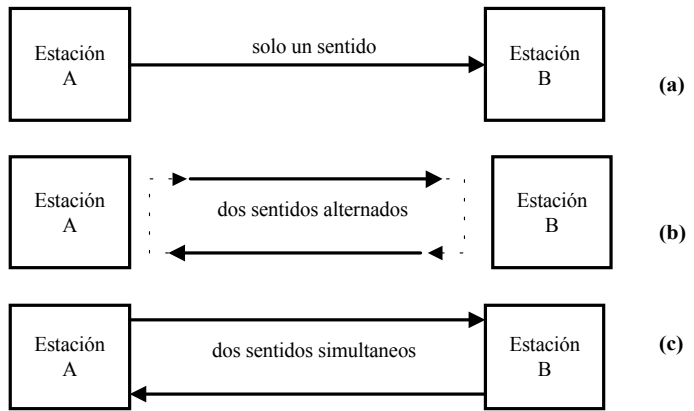 Estación
A
solo un sentido
Estación
B
(a)
Estación
A
dos sentidos alternados
Estación
B
(b)
Estación
A
dos sentidos simultaneos
Estación
B
(c)